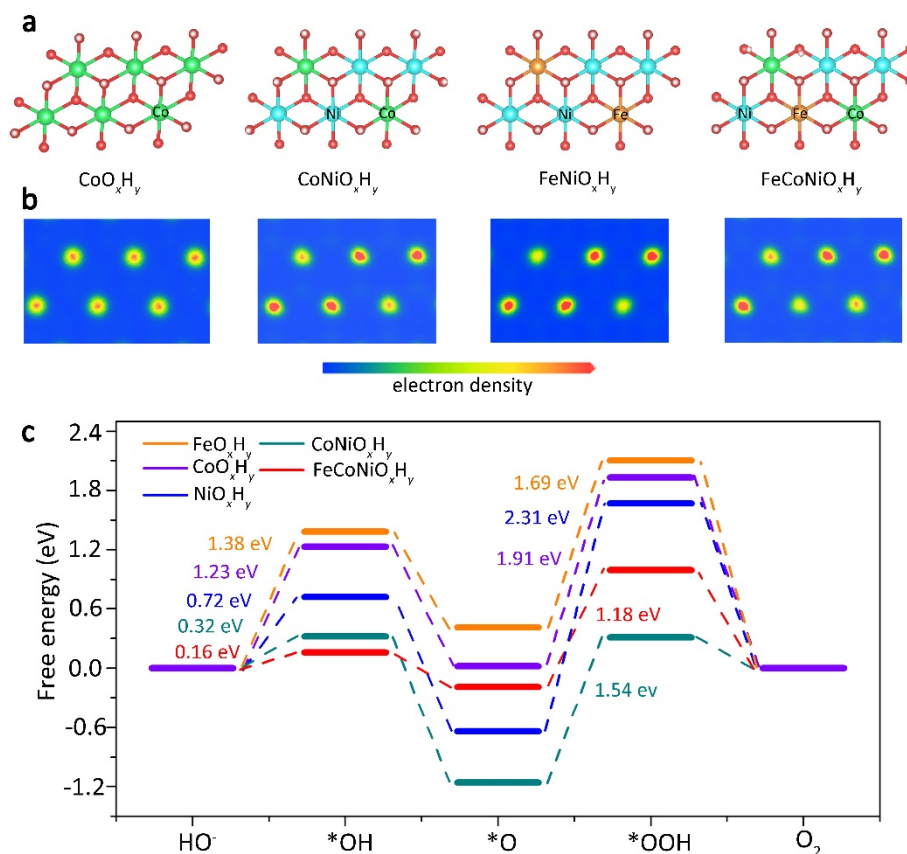 a
Co
Ni Co
Ni Fe
Ni Fe Co
CoOxHy
CoNiOxHy
FeNiOxHy
FeCoNiOxHy
b
electron density
c
FeOxHy
CoNiOxHy
CoOxHy
FeCoNiOxHy
NiOxHy
Free energy (eV)
2.4
1.8
1.2
0.6
0.0
-0.6
-1.2
1.38 eV
1.23 eV
0.72 eV
0.32 eV
0.16 eV
1.69 eV
2.31 eV
1.91 eV
1.18 eV
1.54 ev
HO-
*OH
*O
*OOH
O2